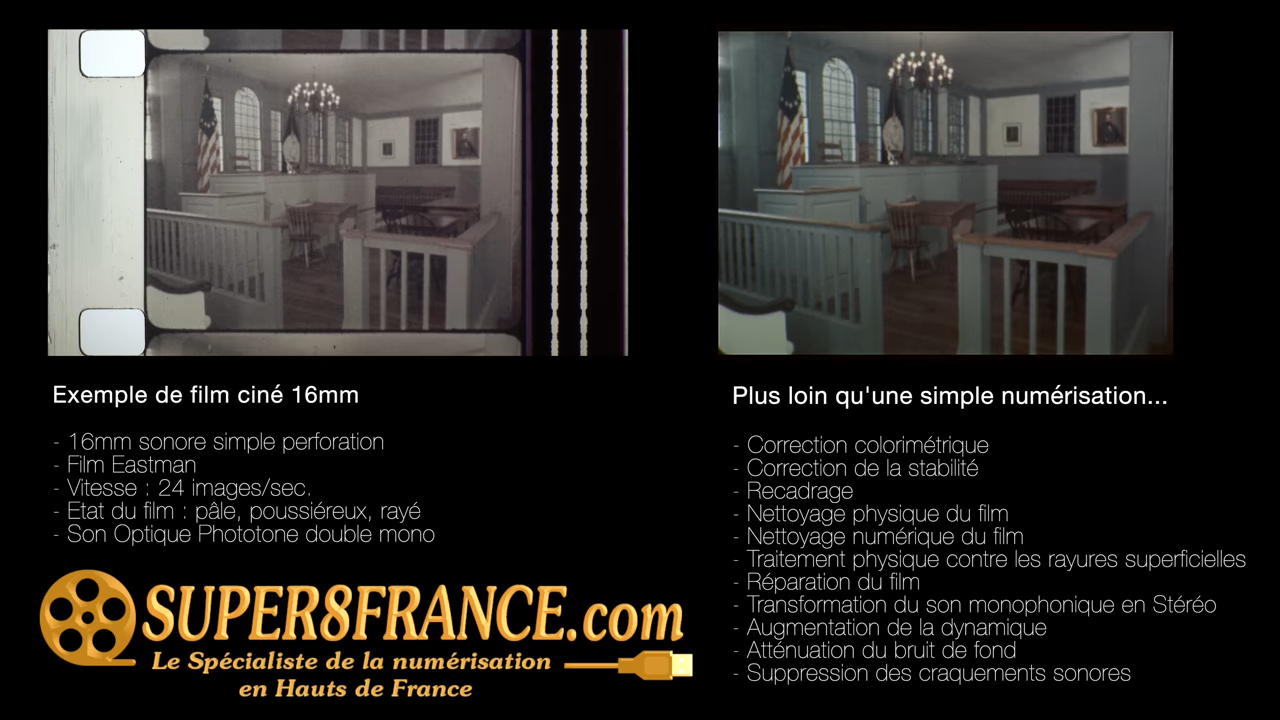 Exemple de film ciné 16mm
- 16mm sonore simple perforation
- Film Eastman
- Vitesse : 24 images/sec.
- Etat du film : pâle, poussiéreux, rayé
- Son Optique Phototone double mono
SUPER8FRANCE.com
Le Spécialiste de la numérisation
en Hauts de France
Plus loin qu'une simple numérisation...
- Correction colorimétrique
- Correction de la stabilité
- Recadrage
- Nettoyage physique du film
- Nettoyage numérique du film
- Traitement physique contre les rayures superficielles
- Réparation du film
- Transformation du son monophonique en Stéréo
- Augmentation de la dynamique
- Atténuation du bruit de fond
- Suppression des craquements sonores